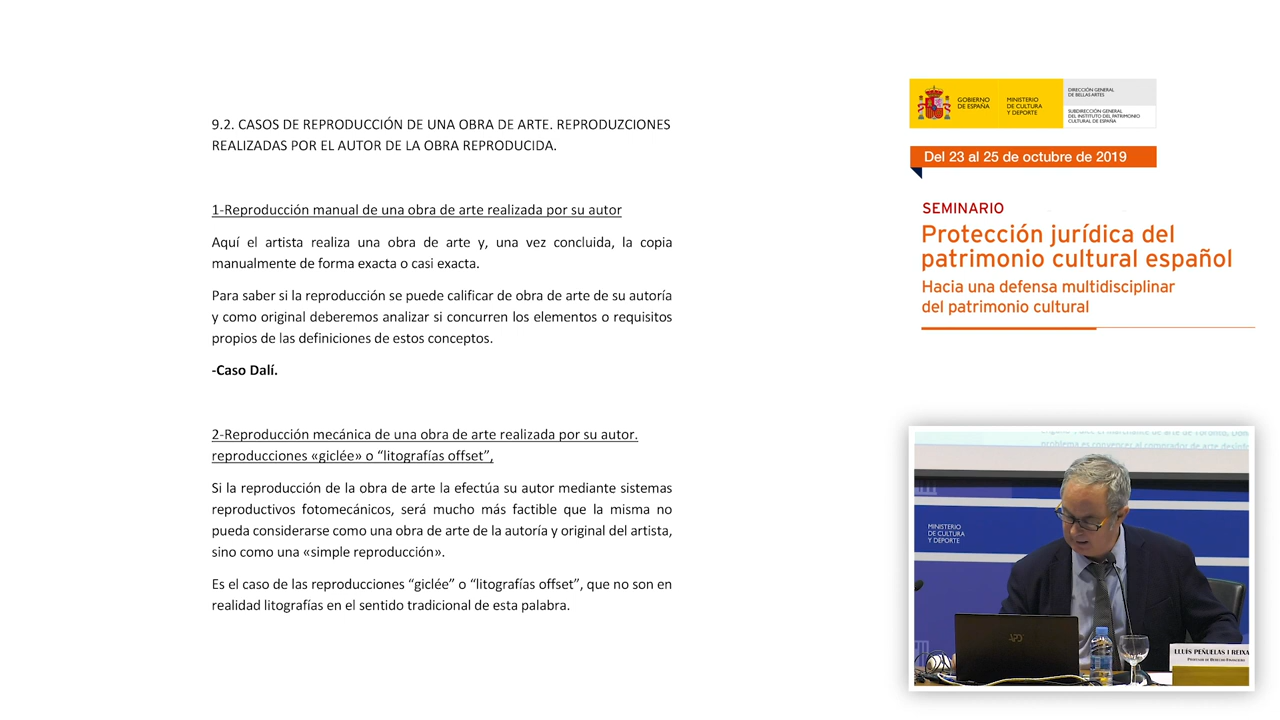 9.2. CASOS DE REPRODUCCIÓN DE UNA OBRA DE ARTE. REPRODUZCIONES
REALIZADAS POR EL AUTOR DE LA OBRA REPRODUCIDA.
1-Reproducción manual de una obra de arte realizada por su autor
Aquí el artista realiza una obra de arte y, una vez concluida, la copia
manualmente de forma exacta o casi exacta.
Para saber si la reproducción se puede calificar de obra de arte de su autoría
y como original deberemos analizar si concurren los elementos o requisitos
propios de las definiciones de estos conceptos.
-Caso Dalí.
2-Reproducción mecánica de una obra de arte realizada por su autor.
reproducciones «giclée» o “litografías offset”,
Si la reproducción de la obra de arte la efectúa su autor mediante sistemas
reproductivos fotomecánicos, será mucho más factible que la misma no
pueda considerarse como una obra de arte de la autoría y original del artista,
sino como una «simple reproducción».
Es el caso de las reproducciones “giclée” o “litografías offset”, que no son en
realidad litografías en el sentido tradicional de esta palabra.
GOBIERNO
DE ESPAÑA
MINISTERIO
DE CULTURA
Y DEPORTE
DIRECCIÓN GENERAL
DE BELLAS ARTES
SUBDIRECCIÓN GENERAL
DEL INSTITUTO DEL PATRIMONIO
CULTURAL DE ESPAÑA
Del 23 al 25 de octubre de 2019
SEMINARIO
Protección jurídica del
patrimonio cultural español
Hacia una defensa multidisciplinar
del patrimonio cultural
MINISTERIO
DE CULTURA
Y DEPORTE
LLUÍS PEÑUELAS I REIXA